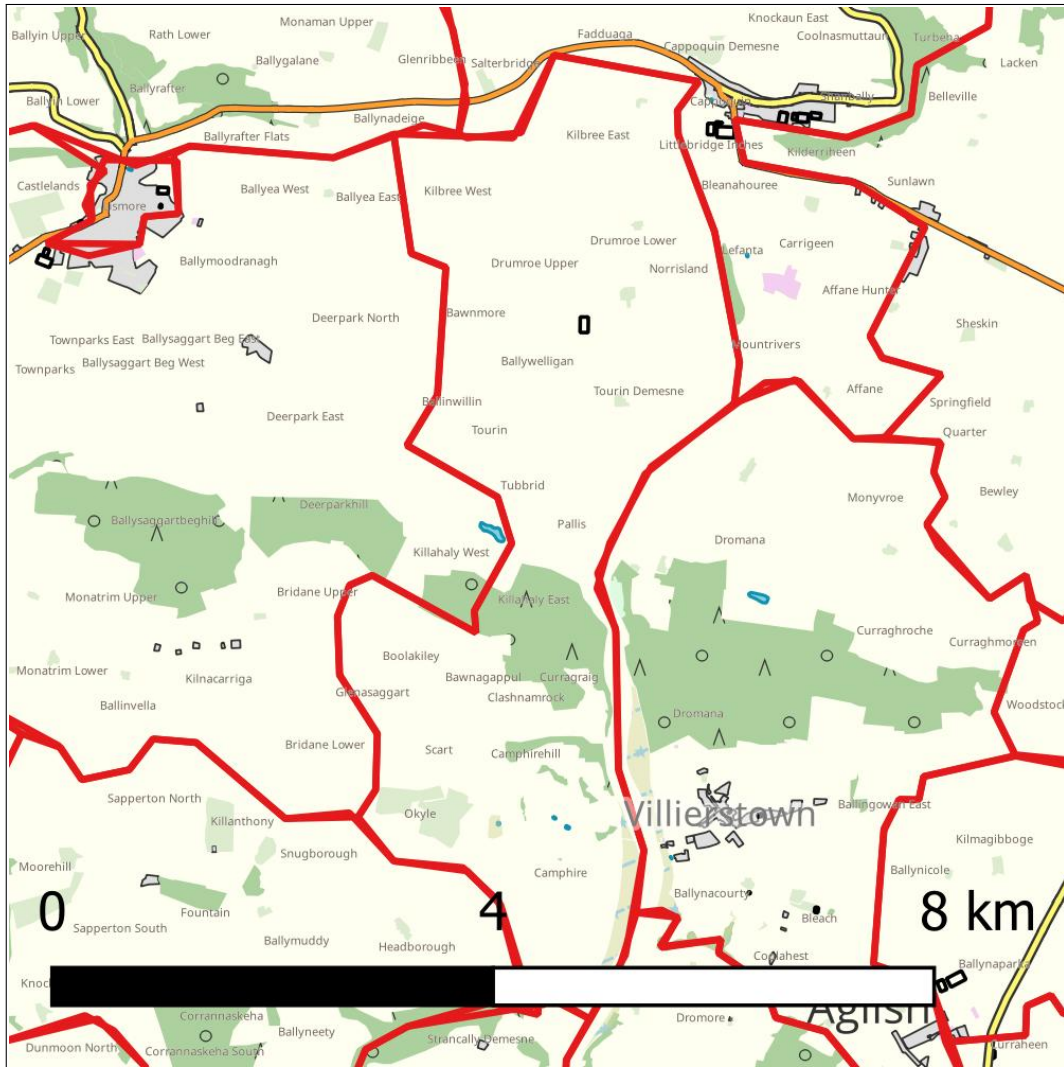 Monaman Upper
Knockaun East
Ballyin Upper
Rath Lower
Fadduaga
Coolnasmuttaun
Turbeha
Cappoquin Demesne
Ballygalane
Glenribbeen
Salterbridge
Lacken
Ballyrafter
Belleville
Ballyin Lower
Shanbally
Cappoquin
Ballynadeige
Ballyrafter Flats
Kilbree East
Littlebridge Inches
Kilderriheen
Castlelands
Ballyea West
Ballyea East
Kilbree West
Bleanahouree
Sunlawn
Lismore
Drumroe Lower
Lefanta
Carrigeen
Ballymoodranagh
Drumroe Upper
Norrisland
Affane Hunter
Deerpark North
Bawnmore
Sheskin
Townparks East
Ballysaggart Beg East
Mountrivers
Ballysaggart Beg West
Ballywelligan
Townparks
Tourin Demesne
Affane
Ballinwillin
Springfield
Deerpark East
Tourin
Quarter
Tubbrid
Bewley
Monyvroe
Deerparkhill
Ballysaggartbeghill
Pallis
Dromana
Killahaly West
Bridane Upper
Monatrim Upper
Killahaly East
Curraghroche
Curraghmoreen
Boolakiley
Monatrim Lower
Kilnacarriga
Bawnagappul
Curragraig
Glenasaggart
Clashnamrock
Ballinvella
Woodstock
Dromana
Bridane Lower
Scart
Camphirehill
Sapperton North
Ballingowen East
Killanthony
Okyle
Villierstown
Kilmagibboge
Snugborough
Moorehill
Camphire
Ballynicole
Ballynacourty
0 4 8 km
Fountain
Bleach
Sapperton South
Ballymuddy
Headborough
Coolahest
Ballynaparka
Knoc
Corrannaskeha
Dromore
Aglish
Ballyneety
Strancally Demesne
Dunmoon North
Corrannaskeha South
Curraheen